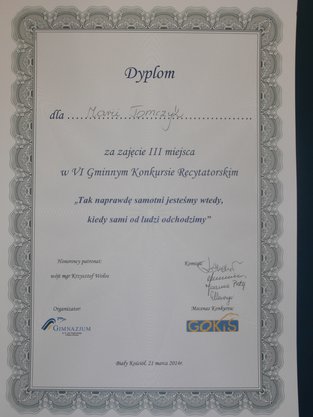 Dyplom
dla Marii Tomczyk
za zajęcie III miejsca
w VI Gminnym Konkursie Recytatorskim
„Tak naprawdę samotni jesteśmy wtedy,
kiedy sami od ludzi odchodzimy”
Honorowy patronat:
wójt mgr Krzysztof Wołos
Komisja:
Organizator:
GIMNAZJUM
Mecenas Konkursu
GOKiS
Biały Kościół, 21 marca 2014r.